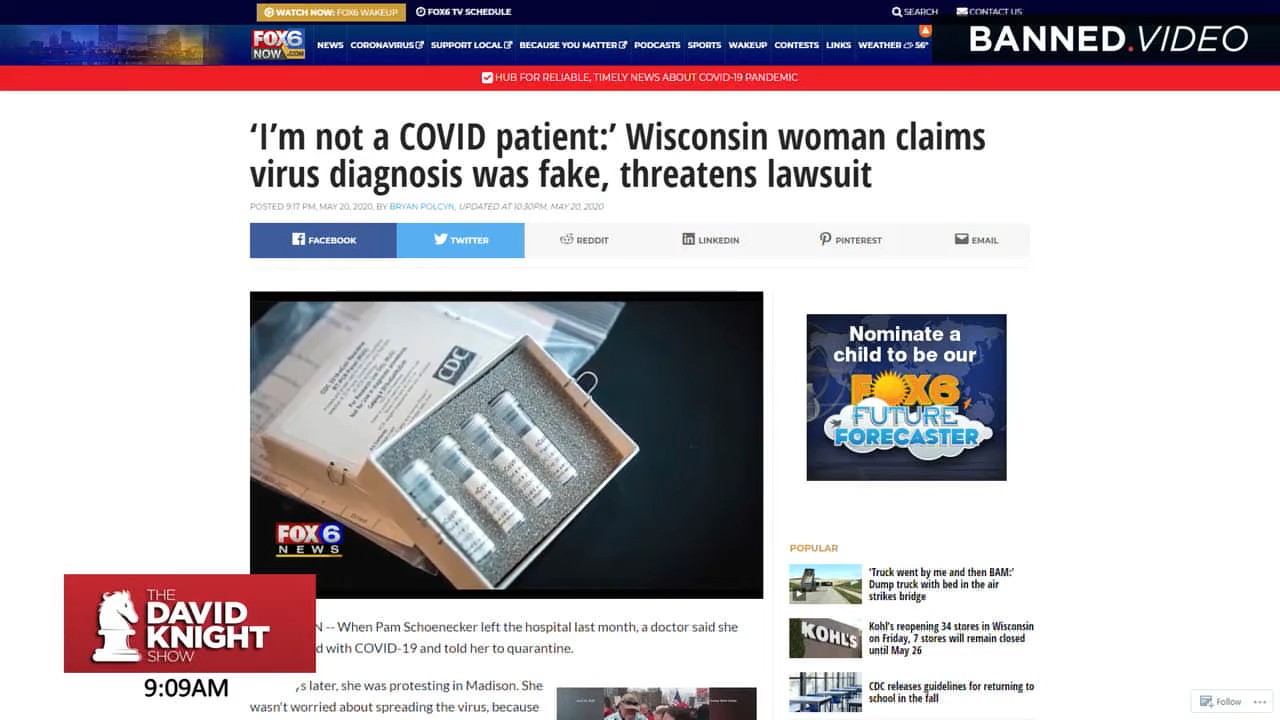 WATCH NOW: FOX6 WAKEUP
FOX6 TV SCHEDULE
SEARCH
CONTACT US
FOX6
NOW.COM
NEWS
CORONAVIRUS
SUPPORT LOCAL
BECAUSE YOU MATTER
PODCASTS
SPORTS
WAKEUP
CONTESTS
LINKS
WEATHER
56°
BANNED.VIDEO
HUB FOR RELIABLE, TIMELY NEWS ABOUT COVID-19 PANDEMIC
‘I’m not a COVID patient:’ Wisconsin woman claims
virus diagnosis was fake, threatens lawsuit
POSTED 9:17 PM, MAY 20, 2020, BY BRYAN POLCYN, UPDATED AT 10:30PM, MAY 20, 2020
FACEBOOK
TWITTER
REDDIT
LINKEDIN
PINTEREST
EMAIL
CDC
FOX 6
NEWS
Nominate a
child to be our
FOX6
FUTURE
FORECASTER
POPULAR
‘Truck went by me and then BAM:’
Dump truck with bed in the air
strikes bridge
KOHL'S
Kohl’s reopening 34 stores in Wisconsin
on Friday, 7 stores will remain closed
until May 26
CDC releases guidelines for returning to
school in the fall
N -- When Pam Schoenecker left the hospital last month, a doctor said she
d with COVID-19 and told her to quarantine.
s later, she was protesting in Madison. She
wasn't worried about spreading the virus, because
THE
DAVID
KNIGHT
SHOW
9:09AM
Follow